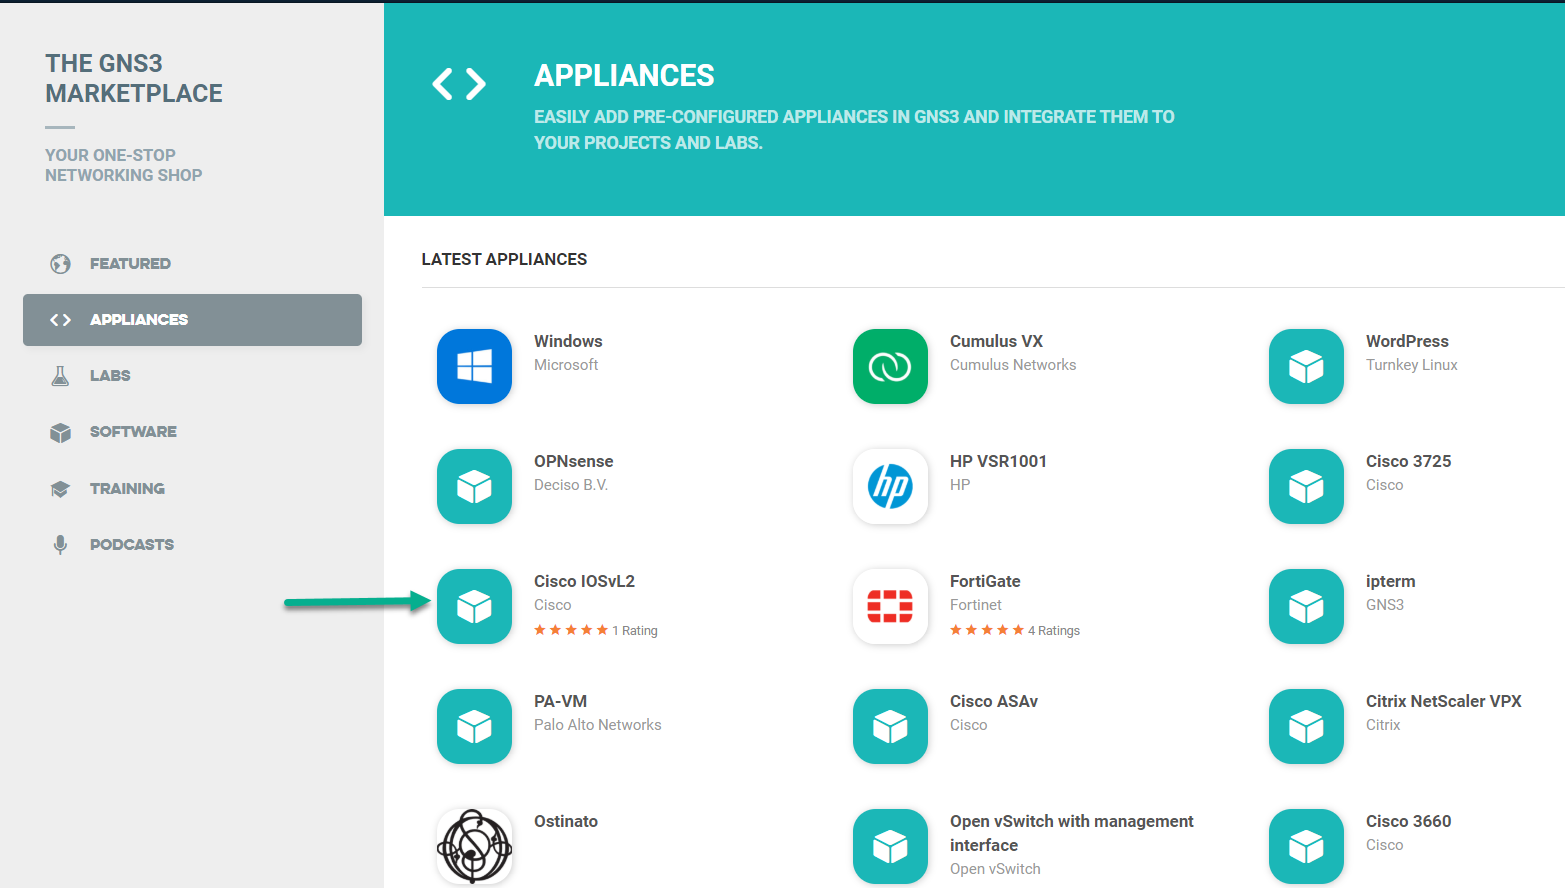 THE GNS3
MARKETPLACE
YOUR ONE-STOP
NETWORKING SHOP
FEATURED
APPLIANCES
LABS
SOFTWARE
TRAINING
PODCASTS
APPLIANCES
EASILY ADD PRE-CONFIGURED APPLIANCES IN GNS3 AND INTEGRATE THEM TO
YOUR PROJECTS AND LABS.
LATEST APPLIANCES
Windows
Microsoft
Cumulus VX
Cumulus Networks
WordPress
Turnkey Linux
OPNsense
Deciso B.V.
hp
HP VSR1001
HP
Cisco 3725
Cisco
Cisco IOSvL2
Cisco
1 Rating
FortiGate
Fortinet
4 Ratings
ipterm
GNS3
PA-VM
Palo Alto Networks
Cisco ASAv
Cisco
Citrix NetScaler VPX
Citrix
Ostinato
Open vSwitch with management
interface
Open vSwitch
Cisco 3660
Cisco